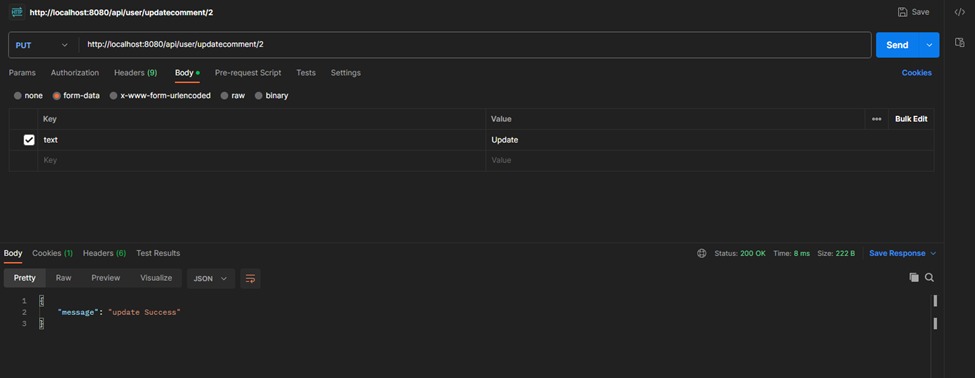 http://localhost:8080/api/user/updatecomment/2 Save
PUT http://localhost:8080/api/user/updatecomment/2 Send
Params Authorization Headers (9) Body Pre-request Script Tests Settings Cookies
none form-data x-www-form-urlencoded raw binary
Key Value ••• Bulk Edit
text Update
Key Value
Body Cookies (1) Headers (6) Test Results Status: 200 OK Time: 8 ms Size: 222 B Save Response
Pretty Raw Preview Visualize JSON
1 {
2 "message": "update Success"
3 }